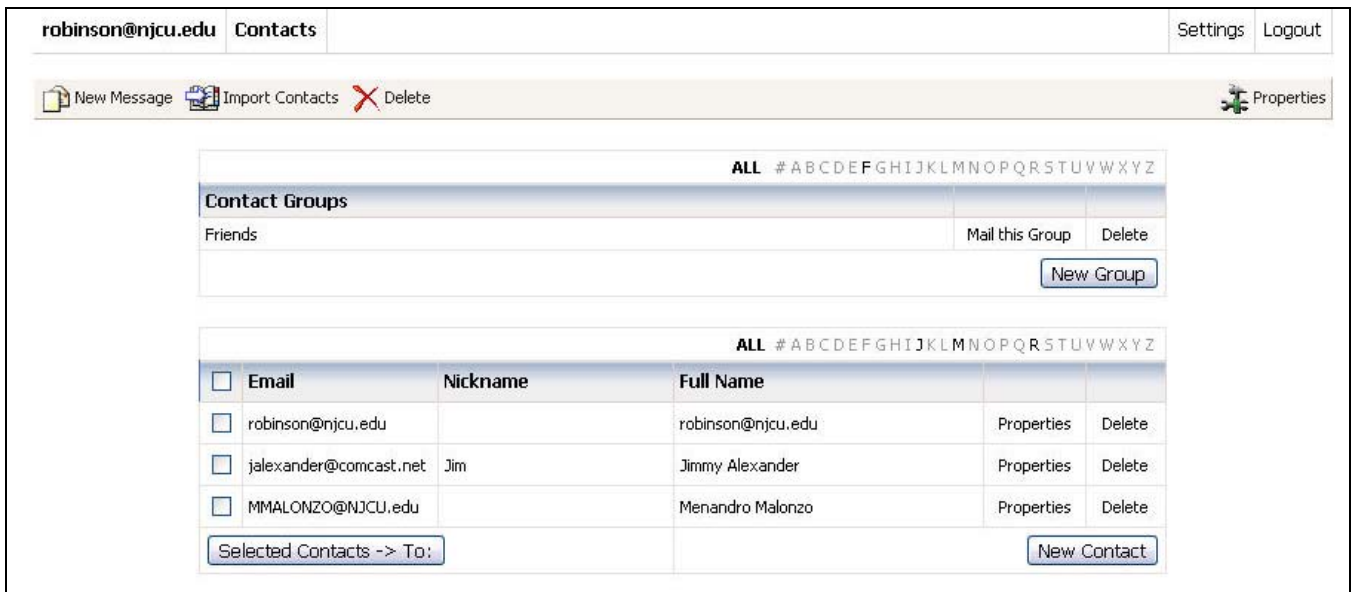 robinson@njcu.edu Contacts Settings Logout
New Message Import Contacts Delete Properties
ALL # A B C D E F G H I J K L M N O P Q R S T U V W X Y Z
Contact Groups
Friends Mail this Group Delete
New Group
ALL # A B C D E F G H I J K L M N O P Q R S T U V W X Y Z
Email Nickname Full Name
robinson@njcu.edu robinson@njcu.edu Properties Delete
jalexander@comcast.net Jim Jimmy Alexander Properties Delete
MMALONZO@NJCU.edu Menandro Malonzo Properties Delete
Selected Contacts -> To: New Contact